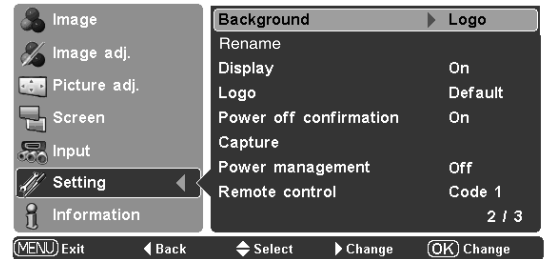 Image
Image adj.
Picture adj.
Screen
Input
Setting
Information
Background Logo
Rename
Display On
Logo Default
Power off confirmation On
Capture
Power management Off
Remote control Code 1
2 / 3
MENU Exit Back Select Change OK Change